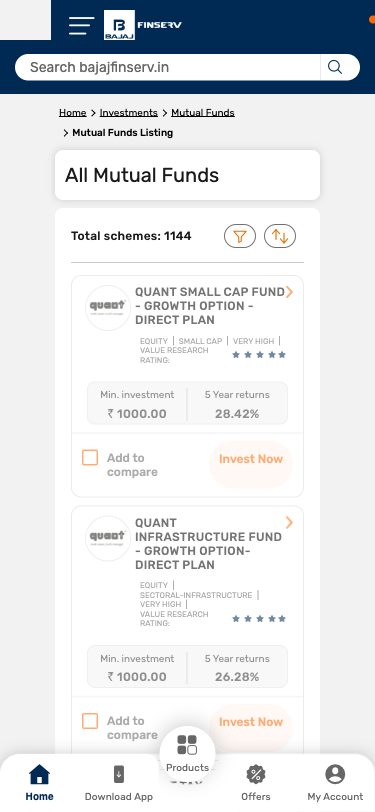 BAJAJ FINSERV
Search bajajfinserv.in
Home > Investments > Mutual Funds
> Mutual Funds Listing
All Mutual Funds
Total schemes: 1144
quant
QUANT SMALL CAP FUND
- GROWTH OPTION -
DIRECT PLAN
EQUITY | SMALL CAP | VERY HIGH |
VALUE RESEARCH
RATING:
Min. investment
5 Year returns
₹ 1000.00
28.42%
Add to
compare
Invest Now
quant
QUANT
INFRASTRUCTURE FUND
- GROWTH OPTION-
DIRECT PLAN
EQUITY |
SECTORAL-INFRASTRUCTURE |
VERY HIGH |
VALUE RESEARCH
RATING:
Min. investment
5 Year returns
₹ 1000.00
26.28%
Add to
compare
Invest Now
Home
Download App
Products
Offers
My Account